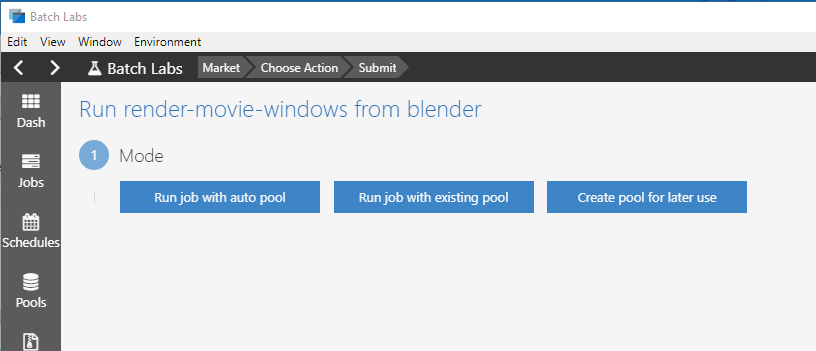 Batch Labs
Edit View Window Environment
Batch Labs Market Choose Action Submit
Dash
Jobs
Schedules
Pools
Run render-movie-windows from blender
1 Mode
Run job with auto pool Run job with existing pool Create pool for later use